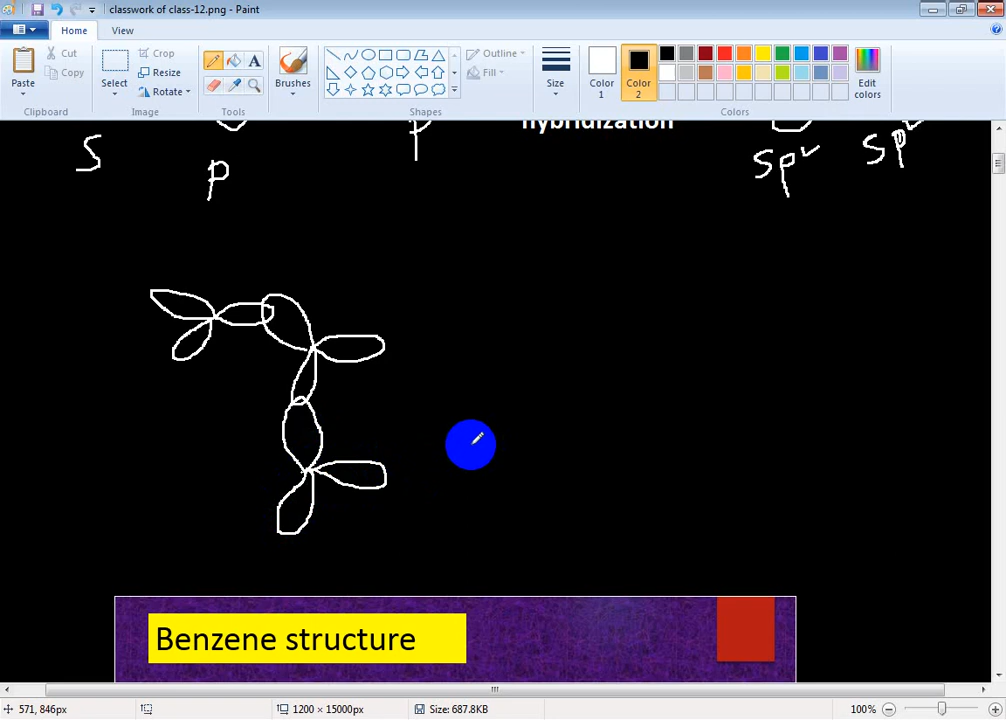 classwork of class-12.png - Paint
Home View
Cut
Copy
Paste
Clipboard
Crop
Resize
Rotate
Select
Image
A
Tools
Brushes
Outline
Fill
Shapes
Size
Color 1
Color 2
Edit colors
Colors
hybridization
S
p
p
sp²
sp²
Benzene structure
571, 846px
1200 × 15000px
Size: 687.8KB
100%